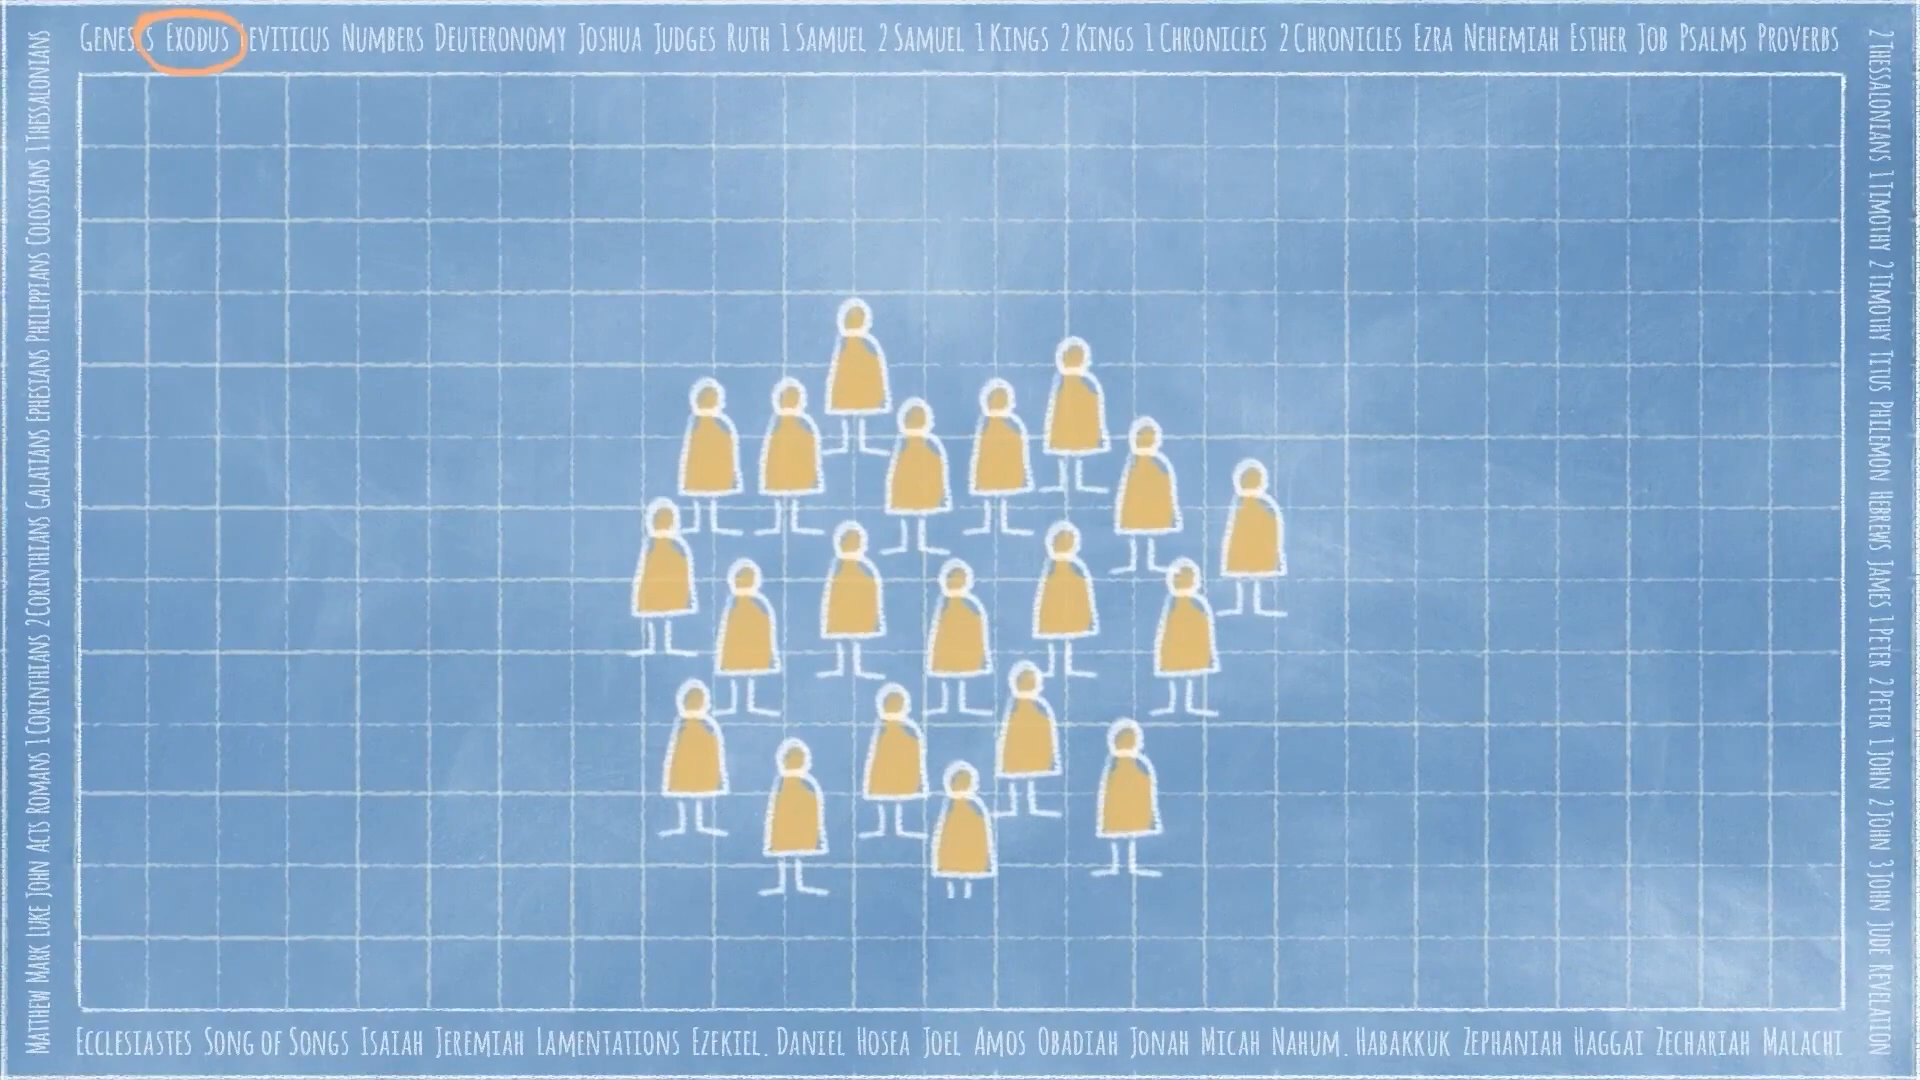 Genesis Exodus Leviticus Numbers Deuteronomy Joshua Judges Ruth 1 Samuel 2 Samuel 1 Kings 2 Kings 1 Chronicles 2 Chronicles Ezra Nehemiah Esther Job Psalms Proverbs
Ecclesiastes Song of Songs Isaiah Jeremiah Lamentations Ezekiel. Daniel Hosea Joel Amos Obadiah Jonah Micah Nahum. Habakkuk Zephaniah Haggai Zechariah Malachi
Matthew Mark Luke John Acts Romans 1 Corinthians 2 Corinthians Galatians Ephesians Philippians Colossians 1 Thessalonians
2 Thessalonians 1 Timothy 2 Timothy Titus Philemon Hebrews James 1 Peter 2 Peter 1 John 2 John 3 John Jude Revelation